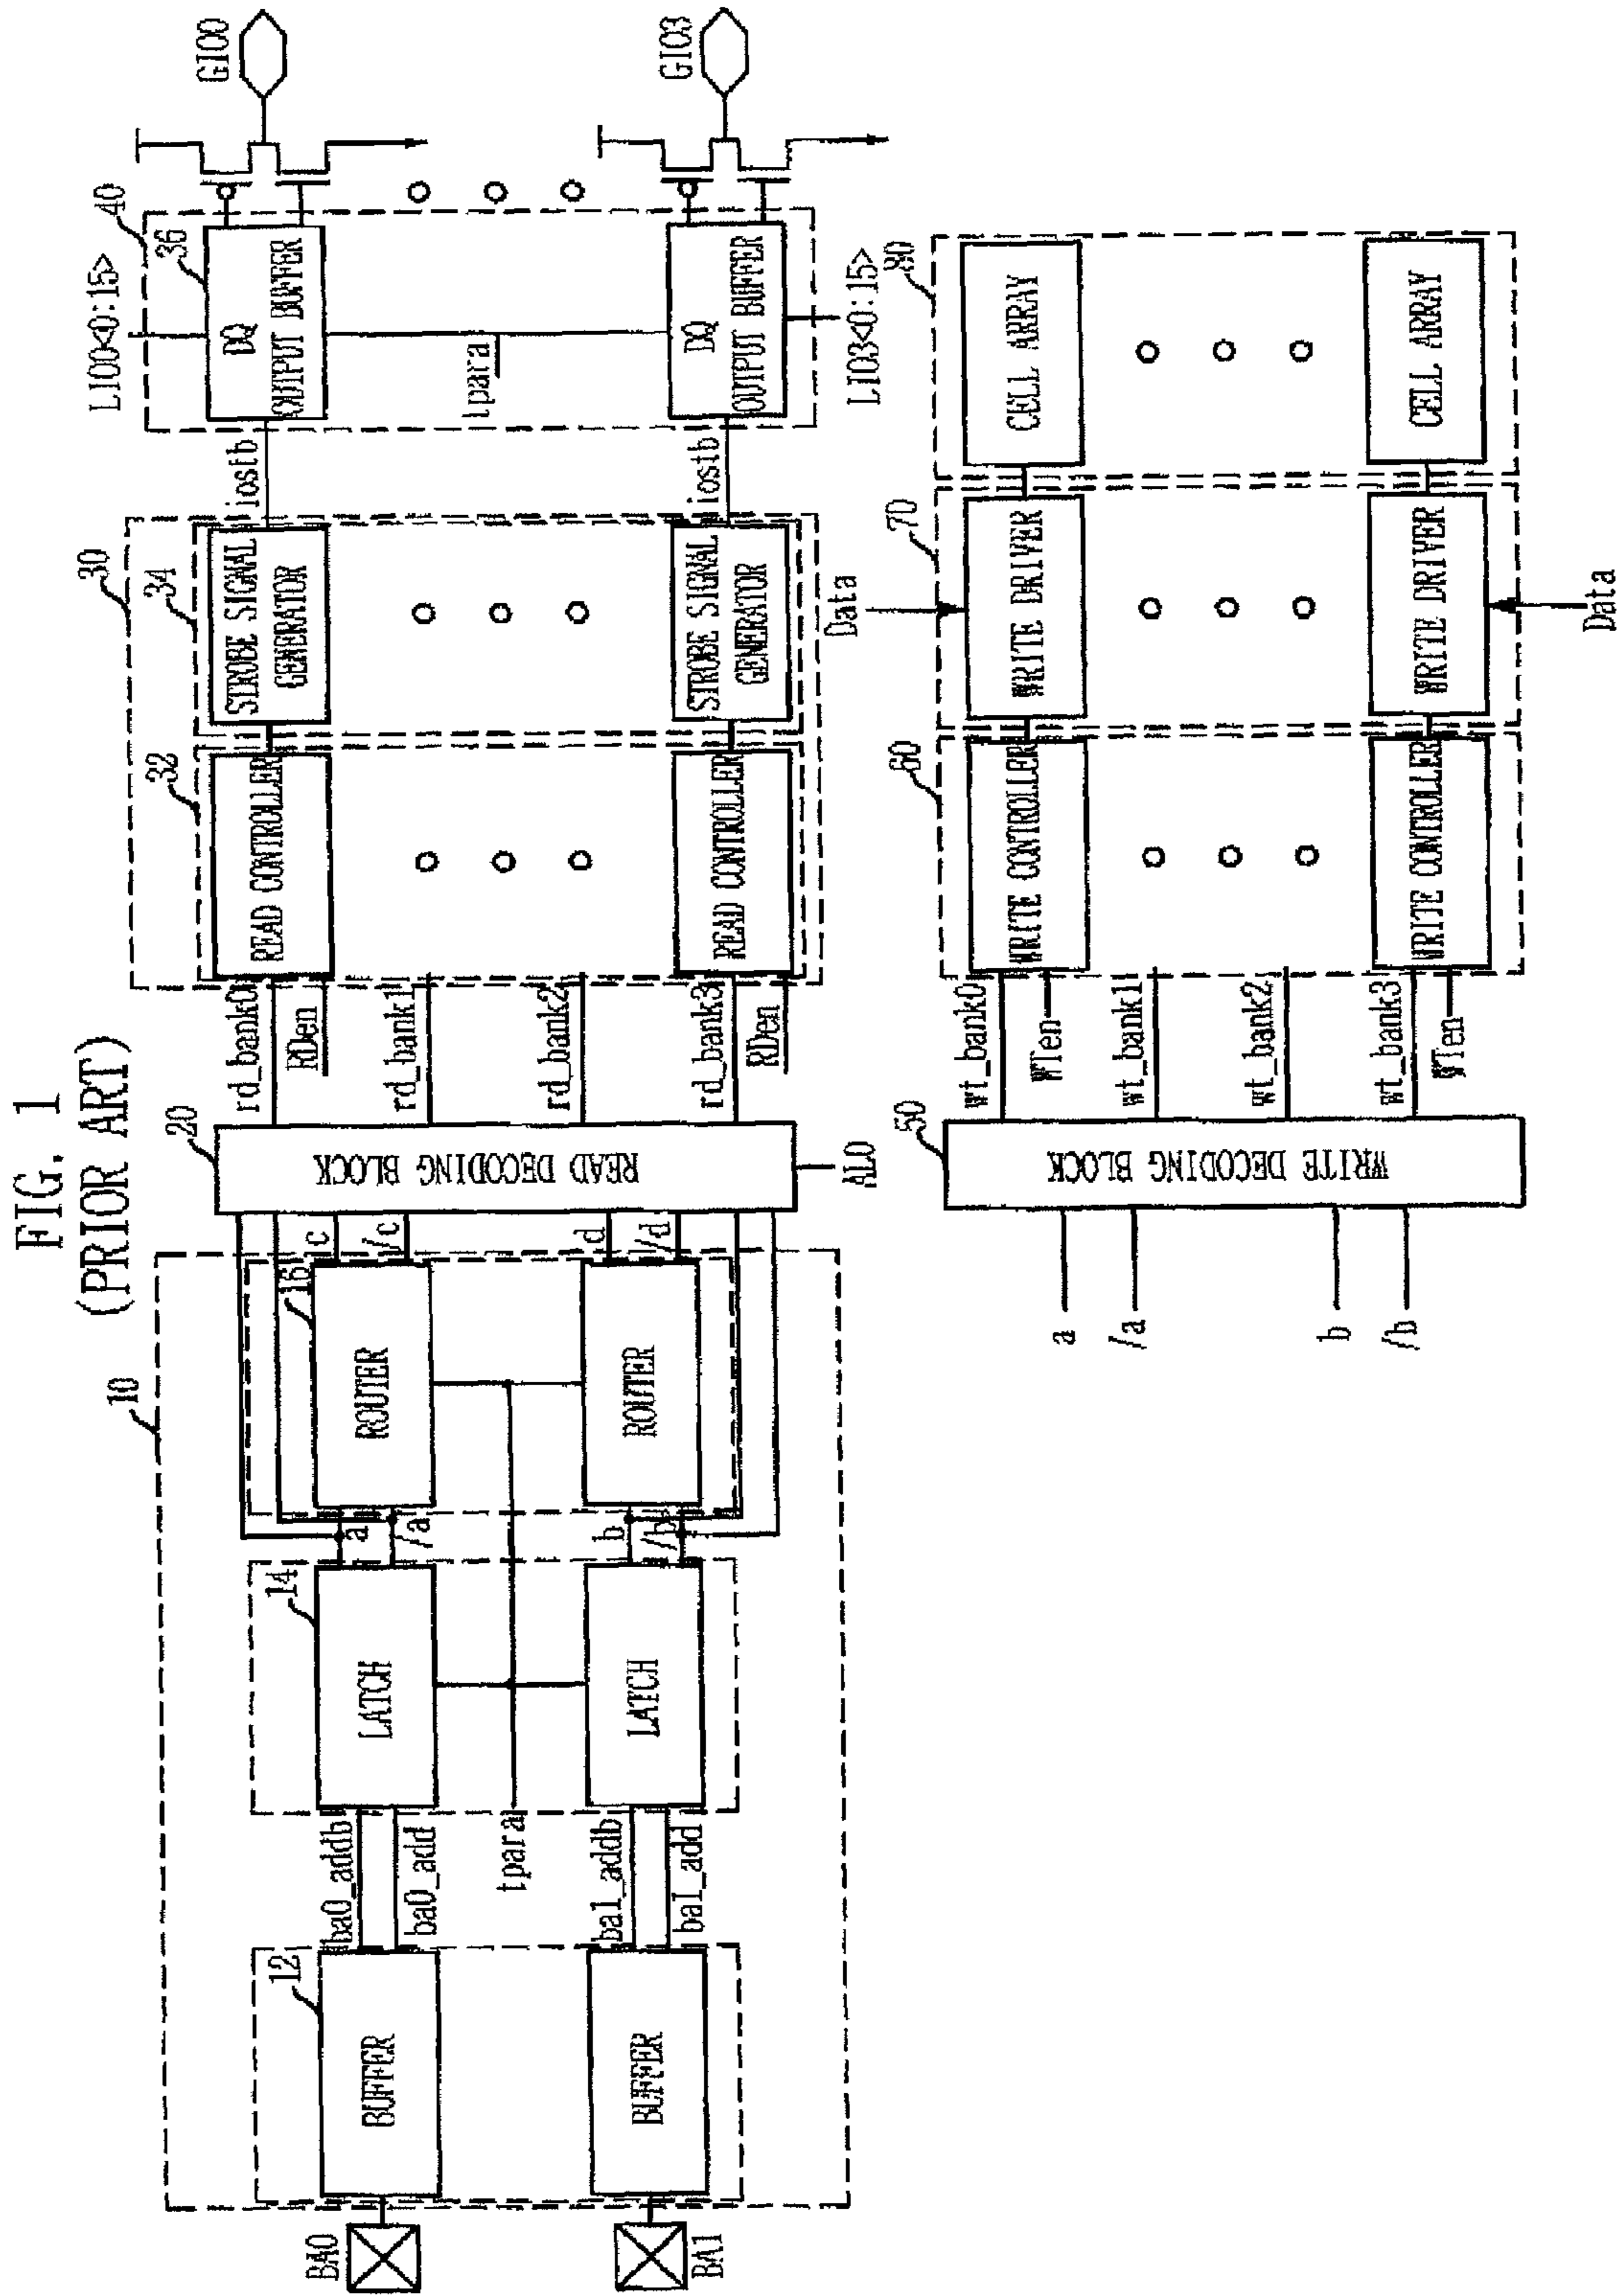 FIG. 1
(PRIOR ART)
10
12
14
16
BA0
BUFFER
ba0_addb
ba0_add
LATCH
a
/a
ROUTER
c
/c
tpara
BA1
BUFFER
ba1_addb
ba1_add
LATCH
b
/b
ROUTER
d
/d
20
READ DECODING BLOCK
AL0
rd_bank0
RDen
rd_bank1
rd_bank2
rd_bank3
RDen
30
32
34
READ CONTROLLER
STROBE SIGNAL
GENERATOR
iostb
READ CONTROLLER
STROBE SIGNAL
GENERATOR
iostb
40
36
LIO0<0:15>
DQ
OUTPUT BUFFER
tpara
DQ
OUTPUT BUFFER
LIO3<0:15>
GIO0
GIO3
a
/a
b
/b
50
WRITE DECODING BLOCK
wt_bank0
WTen
wt_bank1
wt_bank2
wt_bank3
WTen
60
WRITE CONTROLLER
WRITE CONTROLLER
70
Data
WRITE DRIVER
WRITE DRIVER
Data
80
CELL ARRAY
CELL ARRAY